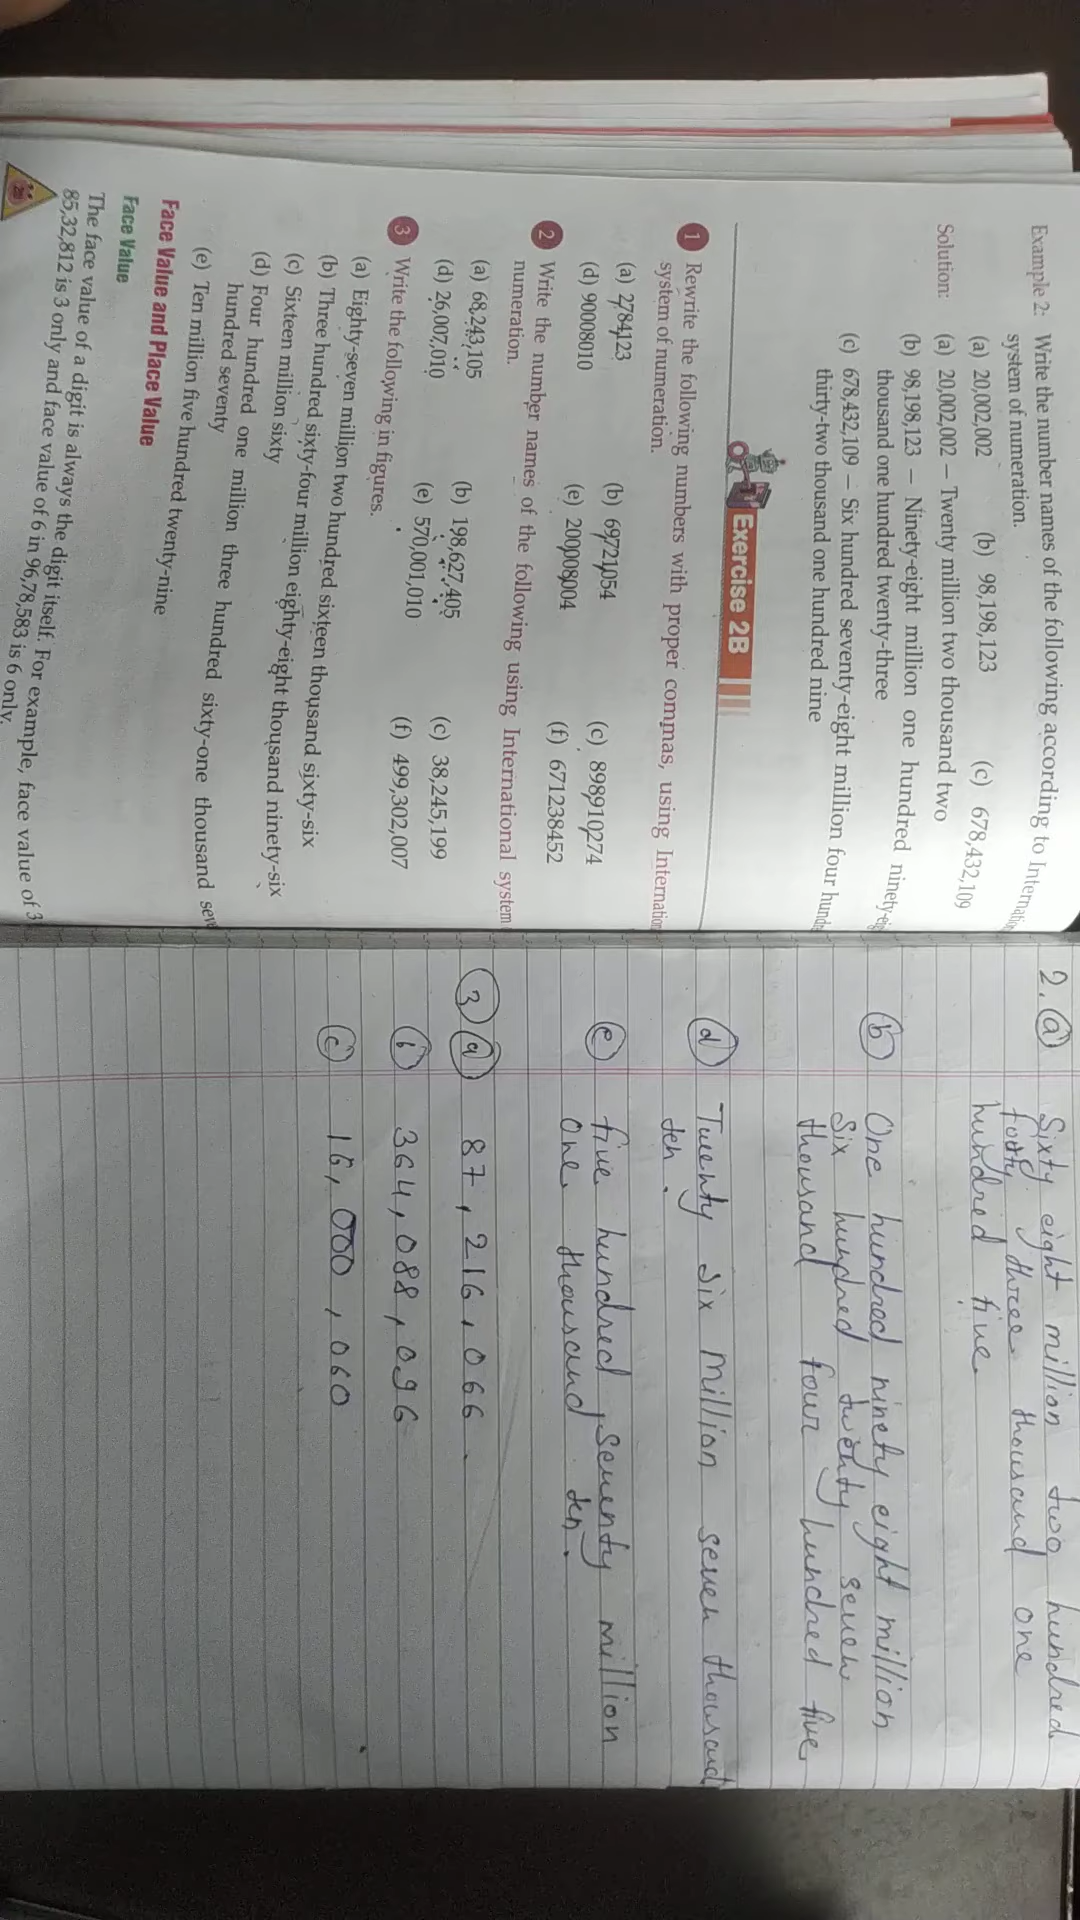 Example 2: Write the number names of the following according to
system of numeration.
(a) 20,002,002 (b) 98,198,123 (c) 678,432,109
Solution: (a) 20,002,002 – Twenty million two thousand two
(b) 98,198,123 – Ninety-eight million one hundred
thousand one hundred twenty-three
(c) 678,432,109 – Six hundred seventy-eight million four
thirty-two thousand one hundred nine
Exercise 2B
1 Rewrite the following numbers with proper commas, using
system of numeration.
(a) 2784123 (b) 69721054 (c) 898910274
(d) 90008010 (e) 200008004 (f) 671238452
2 Write the number names of the following using International system
numeration.
(a) 68,243,105 (b) 198,627,405 (c) 38,245,199
(d) 26,007,010 (e) 570,001,010 (f) 499,302,007
3 Write the following in figures.
(a) Eighty-seven million two hundred sixteen thousand sixty-six
(b) Three hundred sixty-four million eighty-eight thousand ninety-six
(c) Sixteen million sixty
(d) Four hundred one million three hundred sixty-one thousand
hundred seventy
(e) Ten million five hundred twenty-nine
Face Value and Place Value
Face Value
The face value of a digit is always the digit itself. For example, face value of 3
85,32,812 is 3 only and face value of 6 in 96,78,583 is 6 only.
2. (a) Sixty eight million two hundred
three thousand one
hundred five
(b) One hundred ninety eight million
six hundred twenty seven
thousand four hundred five
(d) Twenty six million seven thousand
ten.
(e) five hundred seventy million
one thousand ten.
3 (a) 87,216,066.
(b) 364,088,096
(c) 16,000,060